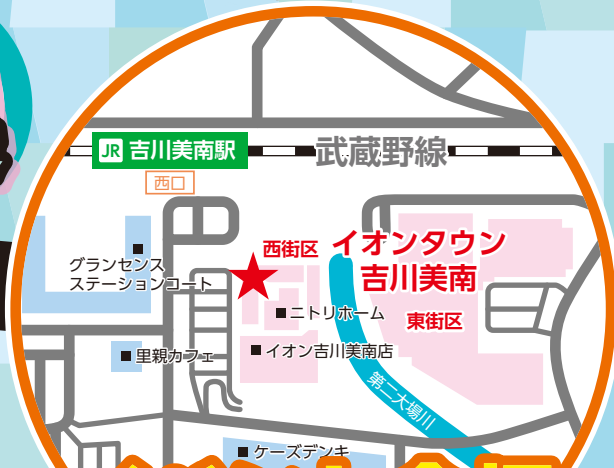 JR 吉川美南駅
武蔵野線
西口
西街区
イオンタウン
吉川美南
グランセンス
ステーションコート
ニトリホーム
東街区
里親カフェ
イオン吉川美南店
第二大場川
ケーズデンキ